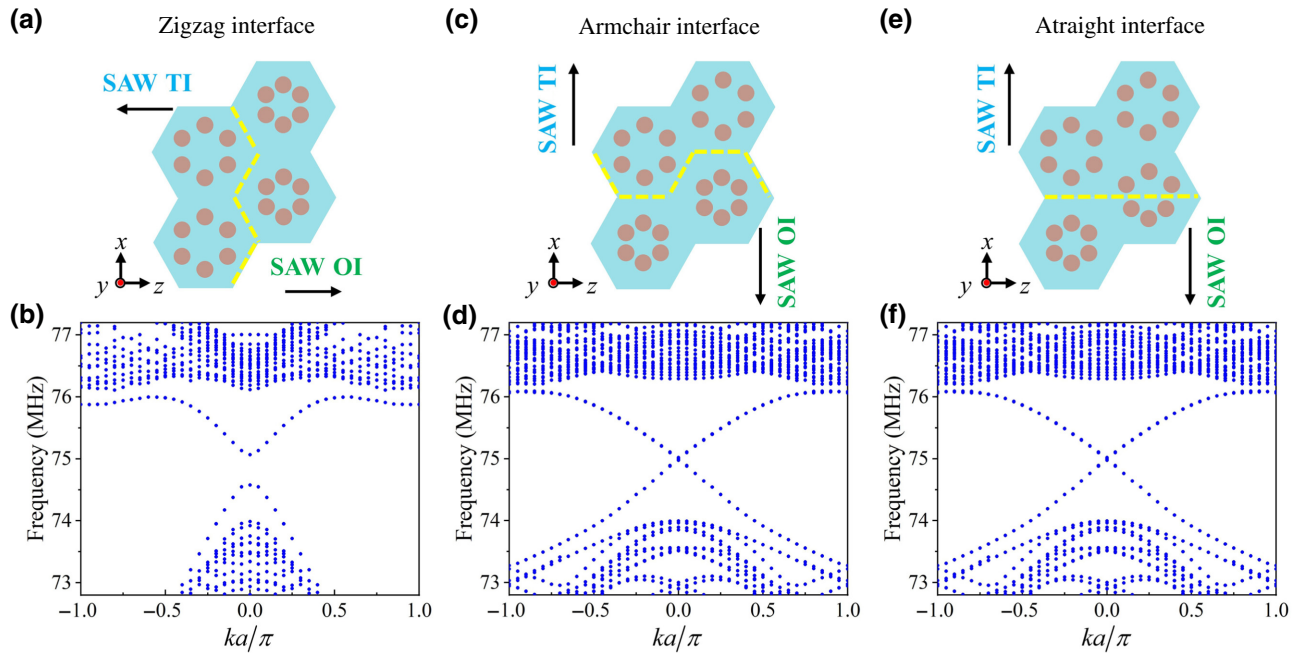 (a) Zigzag interface
SAW TI
SAW OI
x
y z
(c) Armchair interface
SAW TI
SAW OI
x
y z
(e) Atraight interface
SAW TI
SAW OI
x
y z
(b)
77
76
75
74
73
Frequency (MHz)
−1.0 −0.5 0.0 0.5 1.0
ka/π
(d)
77
76
75
74
73
Frequency (MHz)
−1.0 −0.5 0.0 0.5 1.0
ka/π
(f)
77
76
75
74
73
Frequency (MHz)
−1.0 −0.5 0.0 0.5 1.0
ka/π